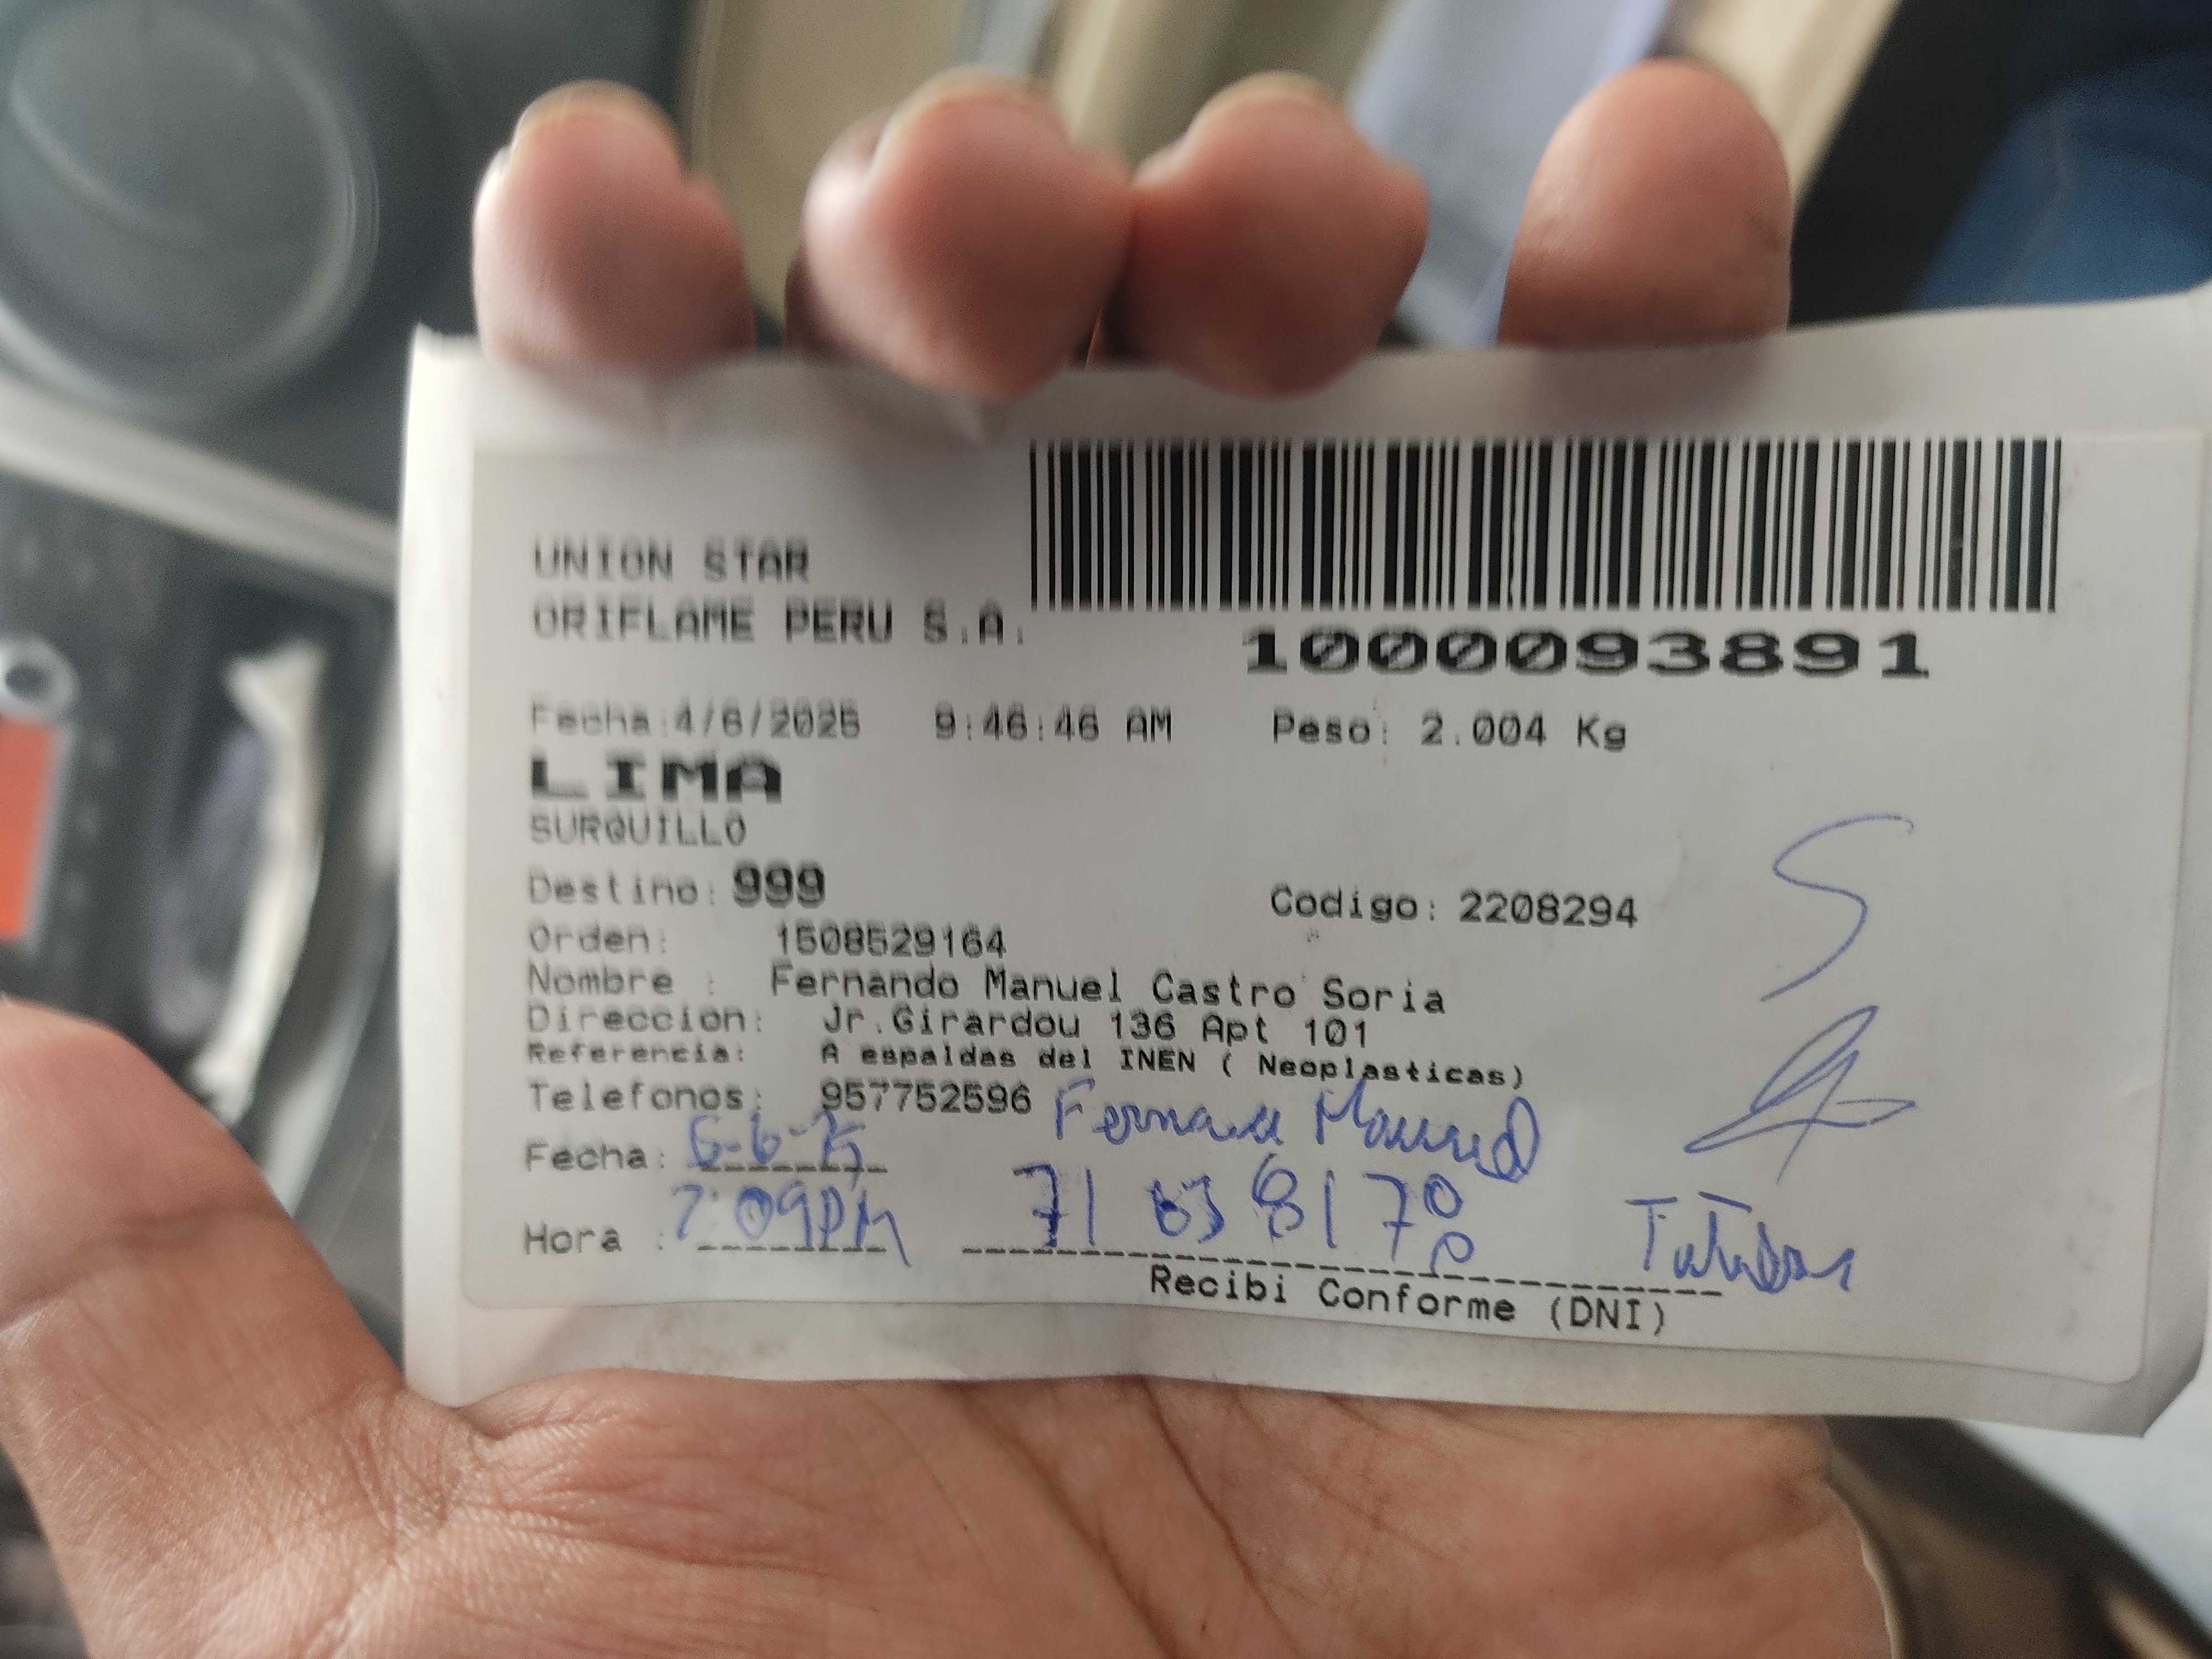 UNION STAR
ORIFLAME PERU S.A.
1000093891
Fecha:4/6/2025 9:46:46 AM Peso: 2.004 Kg
LIMA
SURQUILLO
Destino: 999 Codigo: 2208294
Orden: 1508529164
Nombre : Fernando Manuel Castro Soria
Direccion: Jr.Girardou 136 Apt 101
Referencia: A espaldas del INEN ( Neoplasticas)
Telefonos: 957752596
Fecha: 6-6-25
Hora : 09PM
Recibi Conforme (DNI)